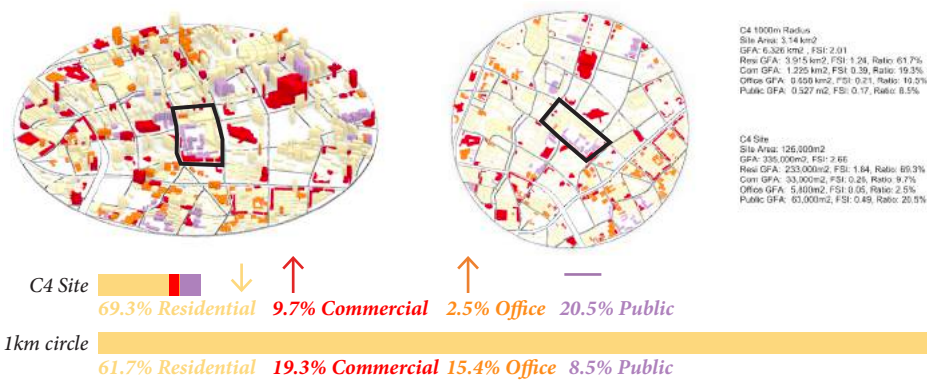 C4 1000m Radius
Site Area: 3.14 km2
GFA: 6.326 km2 , FSI: 2.01
Resi GFA: 3.915 km2, FSI: 1.24, Ratio: 61.7%
Com GFA: 1.225 km2, FSI: 0.39, Ratio: 19.3%
Office GFA: 0.658 km2, FSI: 0.21, Ratio: 10.5%
Public GFA: 0.527 m2, FSI: 0.17, Ratio: 8.5%
C4 Site
Site Area: 126,000m2
GFA: 335,000m2, FSI: 2.66
Resi GFA: 233,000m2, FSI: 1.84, Ratio: 69.3%
Com GFA: 33,000m2, FSI: 0.26, Ratio: 9.7%
Office GFA: 5,800m2, FSI: 0.05, Ratio: 2.5%
Public GFA: 63,000m2, FSI: 0.49, Ratio: 20.5%
C4 Site
69.3% Residential 9.7% Commercial 2.5% Office 20.5% Public
1km circle
61.7% Residential 19.3% Commercial 15.4% Office 8.5% Public